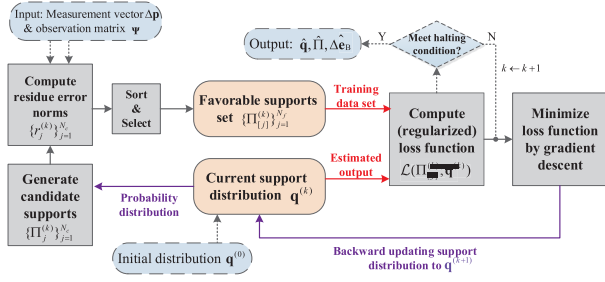 Input: Measurement vector Δp
& observation matrix Ψ
Output: q̂, Π̂, Δê_B
Y
Meet halting
condition?
N
k ← k+1
Compute
residue error
norms
{r_j^(k)}_{j=1}^{N_c}
Sort
&
Select
Favorable supports
set {Π_[j]^(k)}_{j=1}^{N_f}
Training
data set
Compute
(regularized)
loss function
Minimize
loss function
by gradient
descent
Generate
candidate
supports
{Π_j^(k)}_{j=1}^{N_c}
Probability
distribution
Current support
distribution q^(k)
Estimated
output
Initial distribution q^(0)
Backward updating support
distribution to q^(k+1)